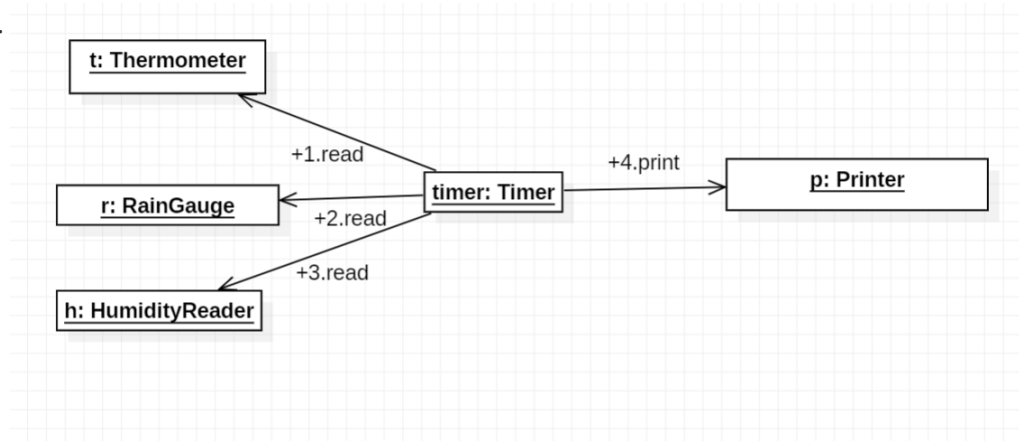 t: Thermometer
+1.read
+4.print
timer: Timer
p: Printer
r: RainGauge
+2.read
+3.read
h: HumidityReader